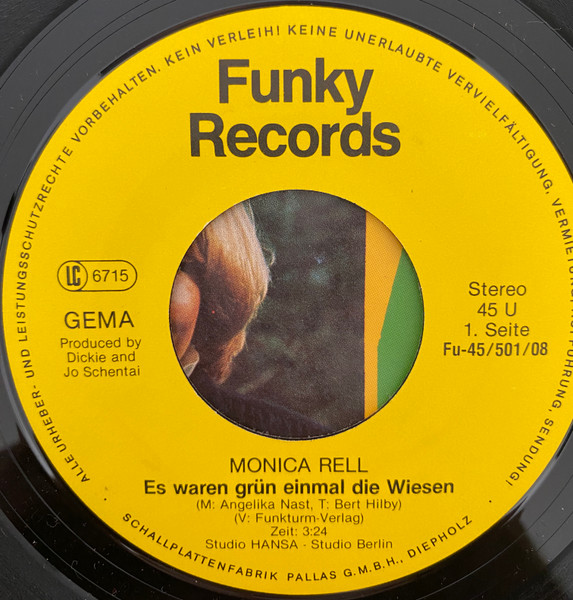 ALLE URHEBER- UND LEISTUNGSSCHUTZRECHTE VORBEHALTEN. KEIN VERLEIH! KEINE UNERLAUBTE VERVIELFÄLTIGUNG, VERMIETUNG, AUFFÜHRUNG, SENDUNG!
Funky
Records
LC 6715
GEMA
Produced by
Dickie and
Jo Schentai
Stereo
45 U
1. Seite
Fu-45/501/08
MONICA RELL
Es waren grün einmal die Wiesen
(M: Angelika Nast, T: Bert Hilby)
(V: Funkturm-Verlag)
Zeit: 3:24
Studio HANSA - Studio Berlin
SCHALLPLATTENFABRIK PALLAS G.M.B.H., DIEPHOLZ